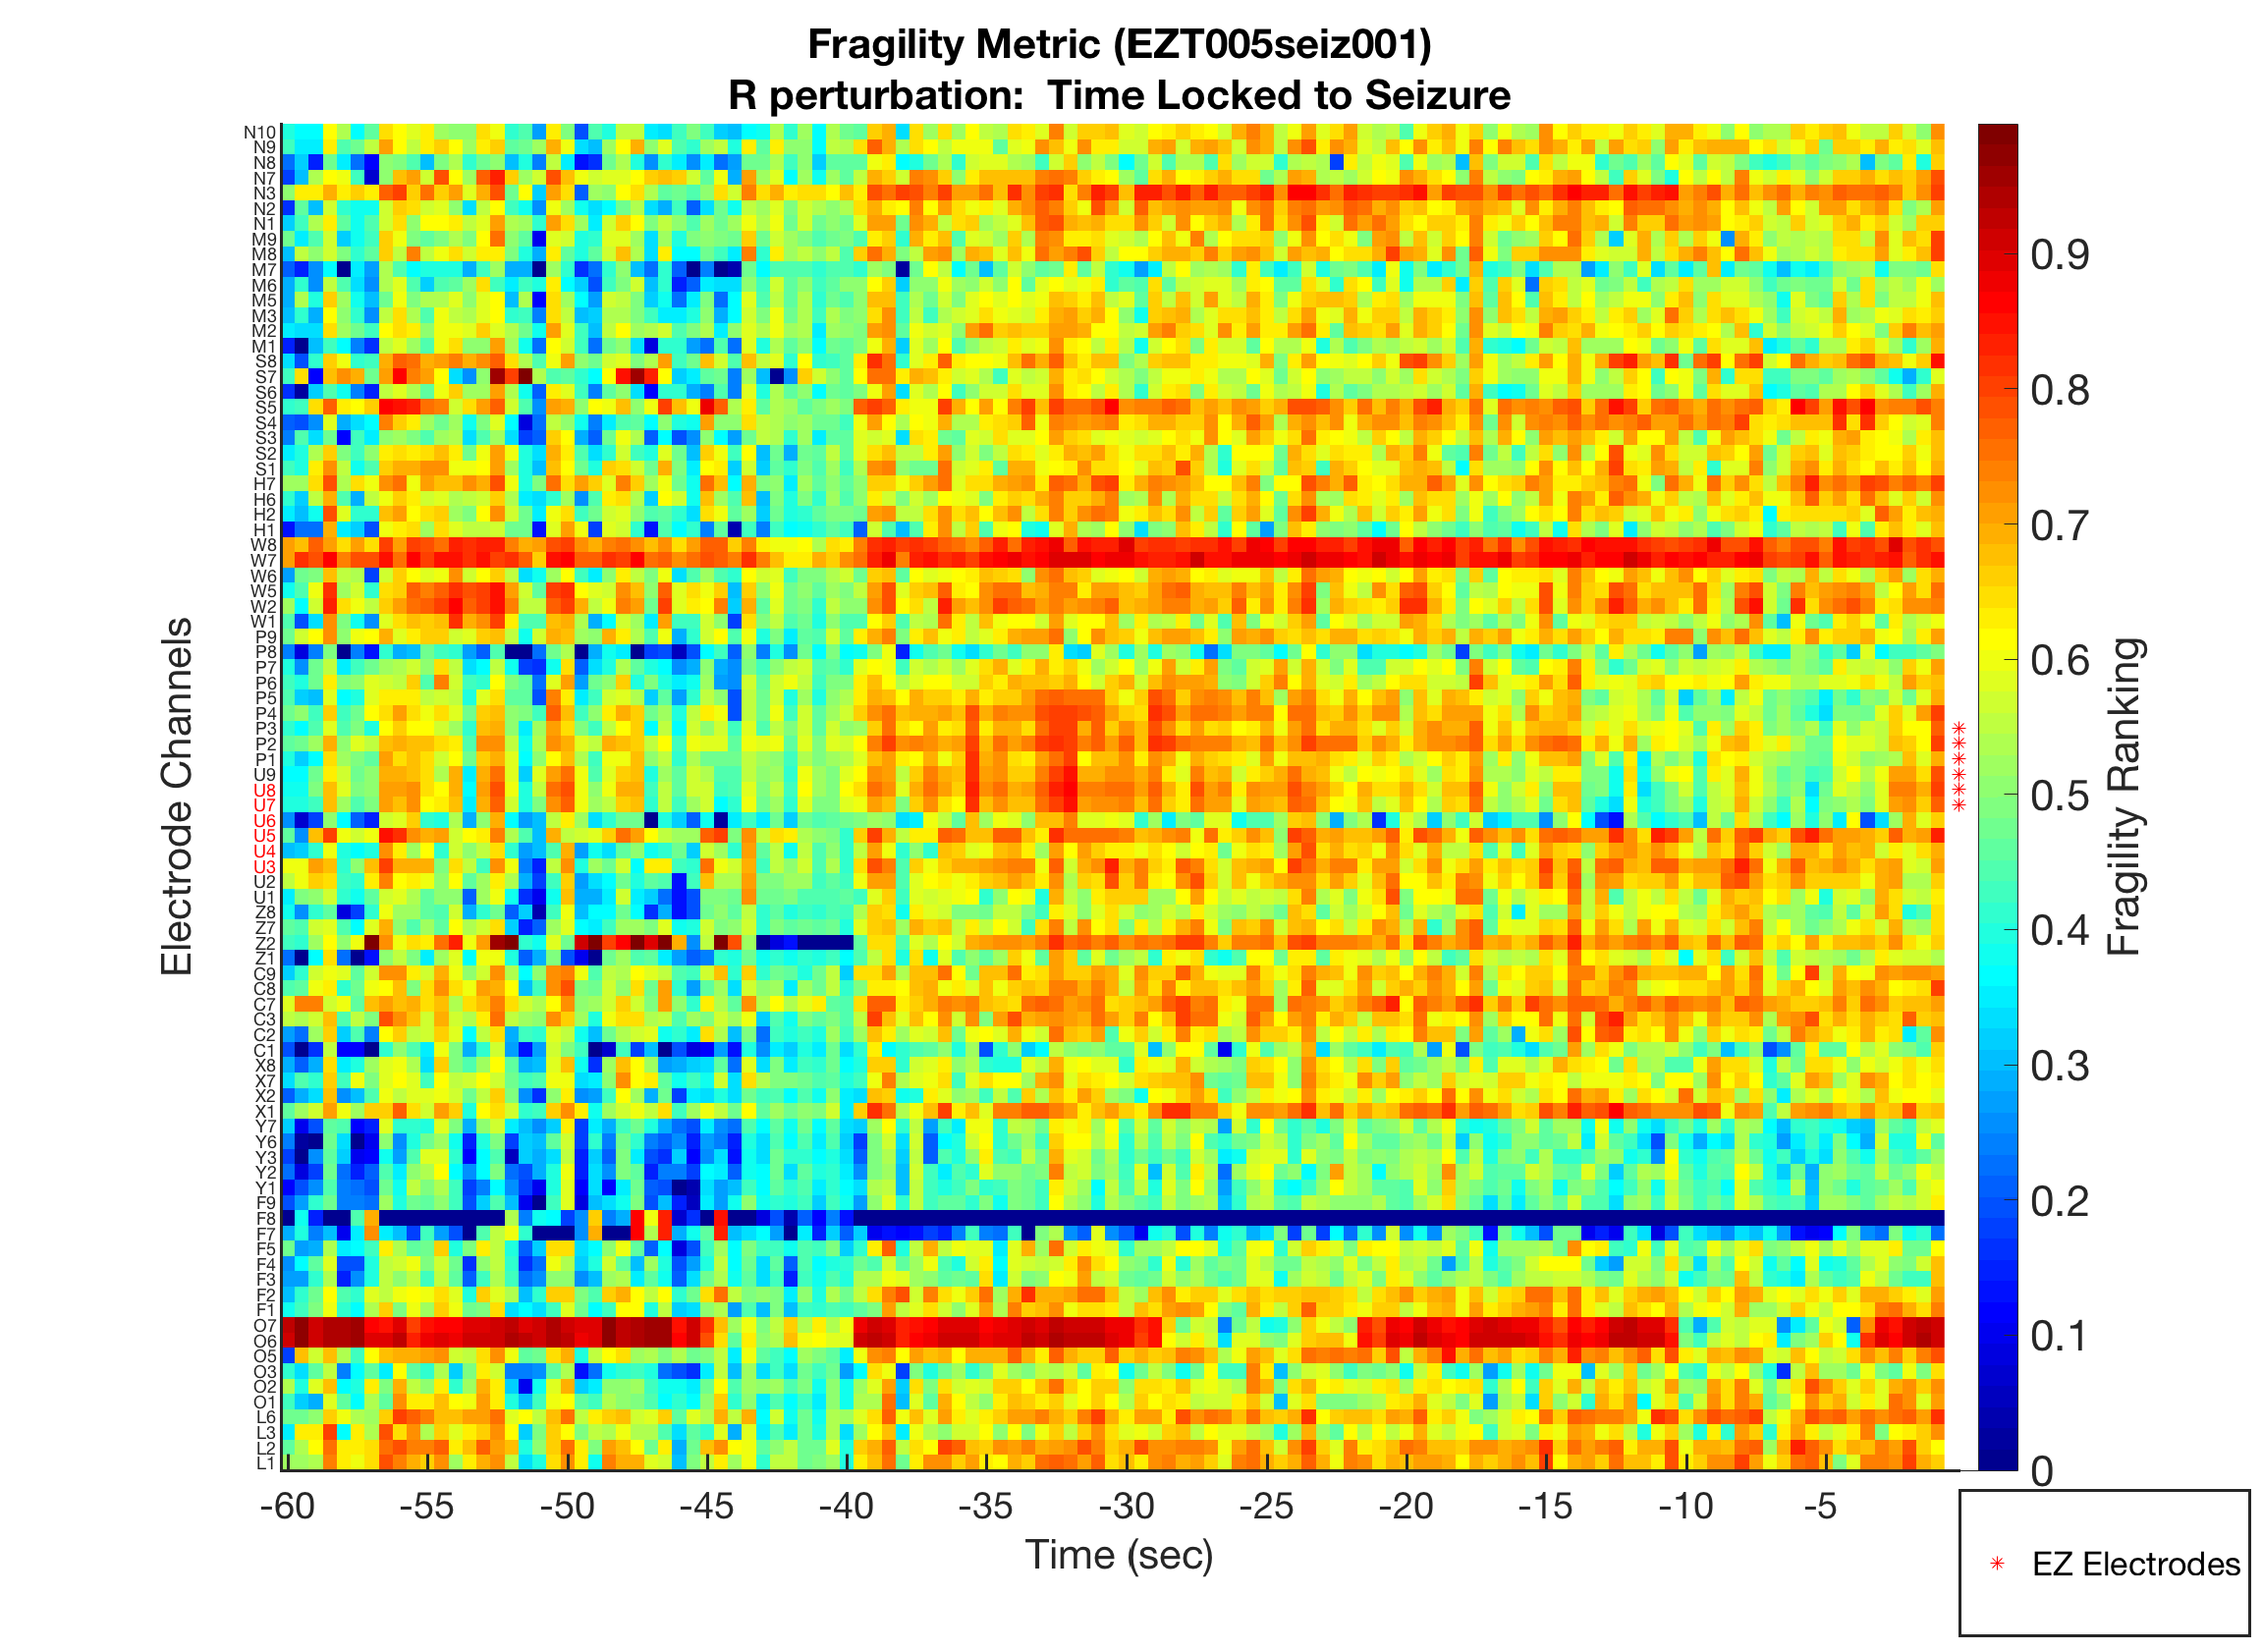 Fragility Metric (EZT005seiz001)
R perturbation: Time Locked to Seizure
N10
N9
N8
N7
N3
N2
N1
M9
M8
M7
M6
M5
M3
M2
M1
S8
S7
S6
S5
S4
S3
S2
S1
H7
H6
H2
H1
W8
W7
W6
W5
W2
W1
P9
P8
P7
P6
P5
P4
P3
P2
P1
U9
U8
U7
U6
U5
U4
U3
U2
U1
Z8
Z7
Z2
Z1
C9
C8
C7
C3
C2
C1
X8
X7
X2
X1
Y7
Y6
Y3
Y2
Y1
F9
F8
F7
F5
F4
F3
F2
F1
O7
O6
O5
O3
O2
O1
L6
L3
L2
L1
Electrode Channels
-60 -55 -50 -45 -40 -35 -30 -25 -20 -15 -10 -5
Time (sec)
0.9
0.8
0.7
0.6
0.5
0.4
0.3
0.2
0.1
0
Fragility Ranking
EZ Electrodes